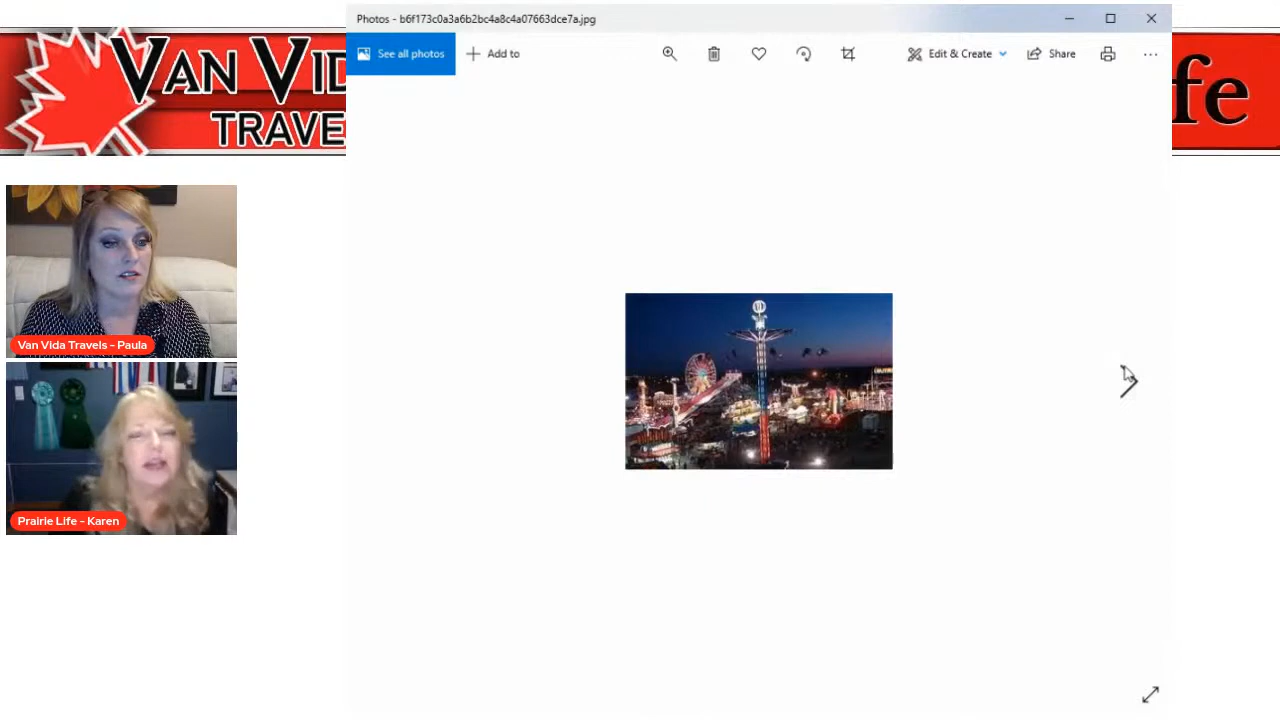 Photos - b6f173c0a3a6b2bc4a8c4a07663dce7a.jpg
See all photos
Add to
Edit & Create
Share
VAN VID
TRAVE
fe
Van Vida Travels - Paula
Prairie Life - Karen